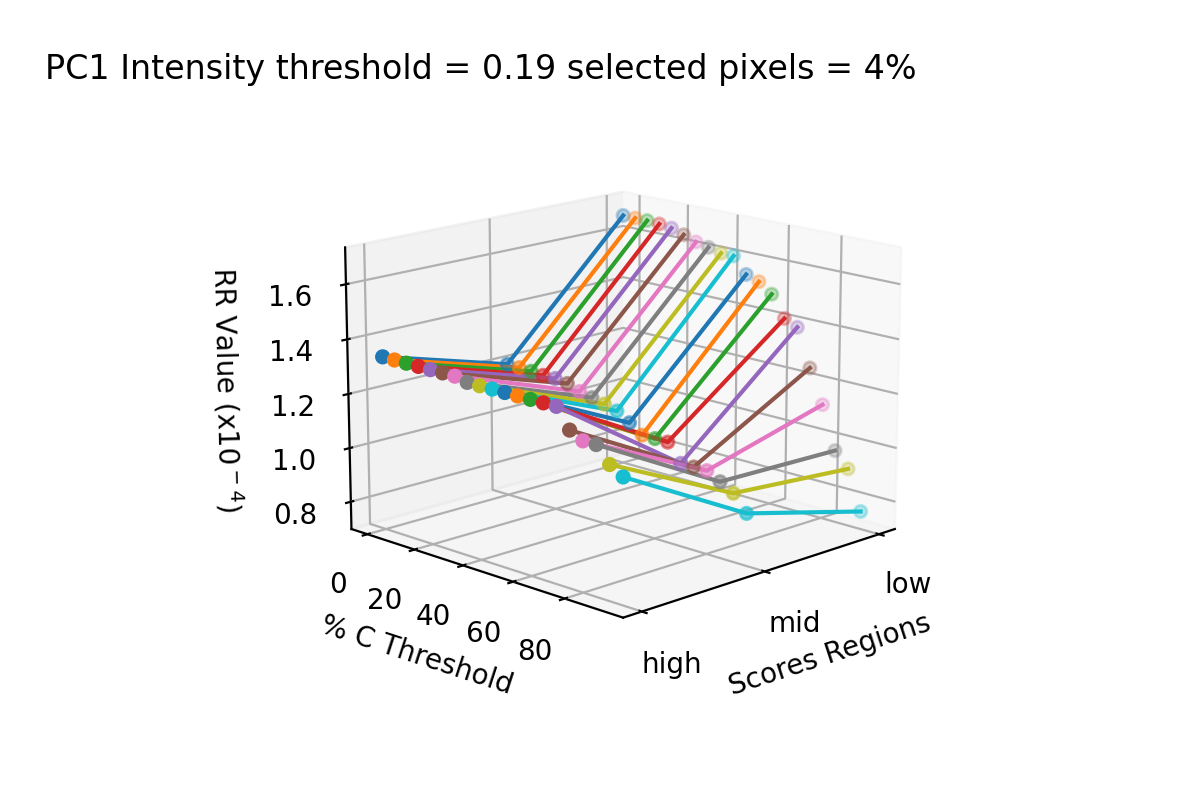 PC1 Intensity threshold = 0.19 selected pixels = 4%
RR Value (x10⁻⁴)
1.6
1.4
1.2
1.0
0.8
0
20
40
60
80
% C Threshold
high
mid
low
Scores Regions